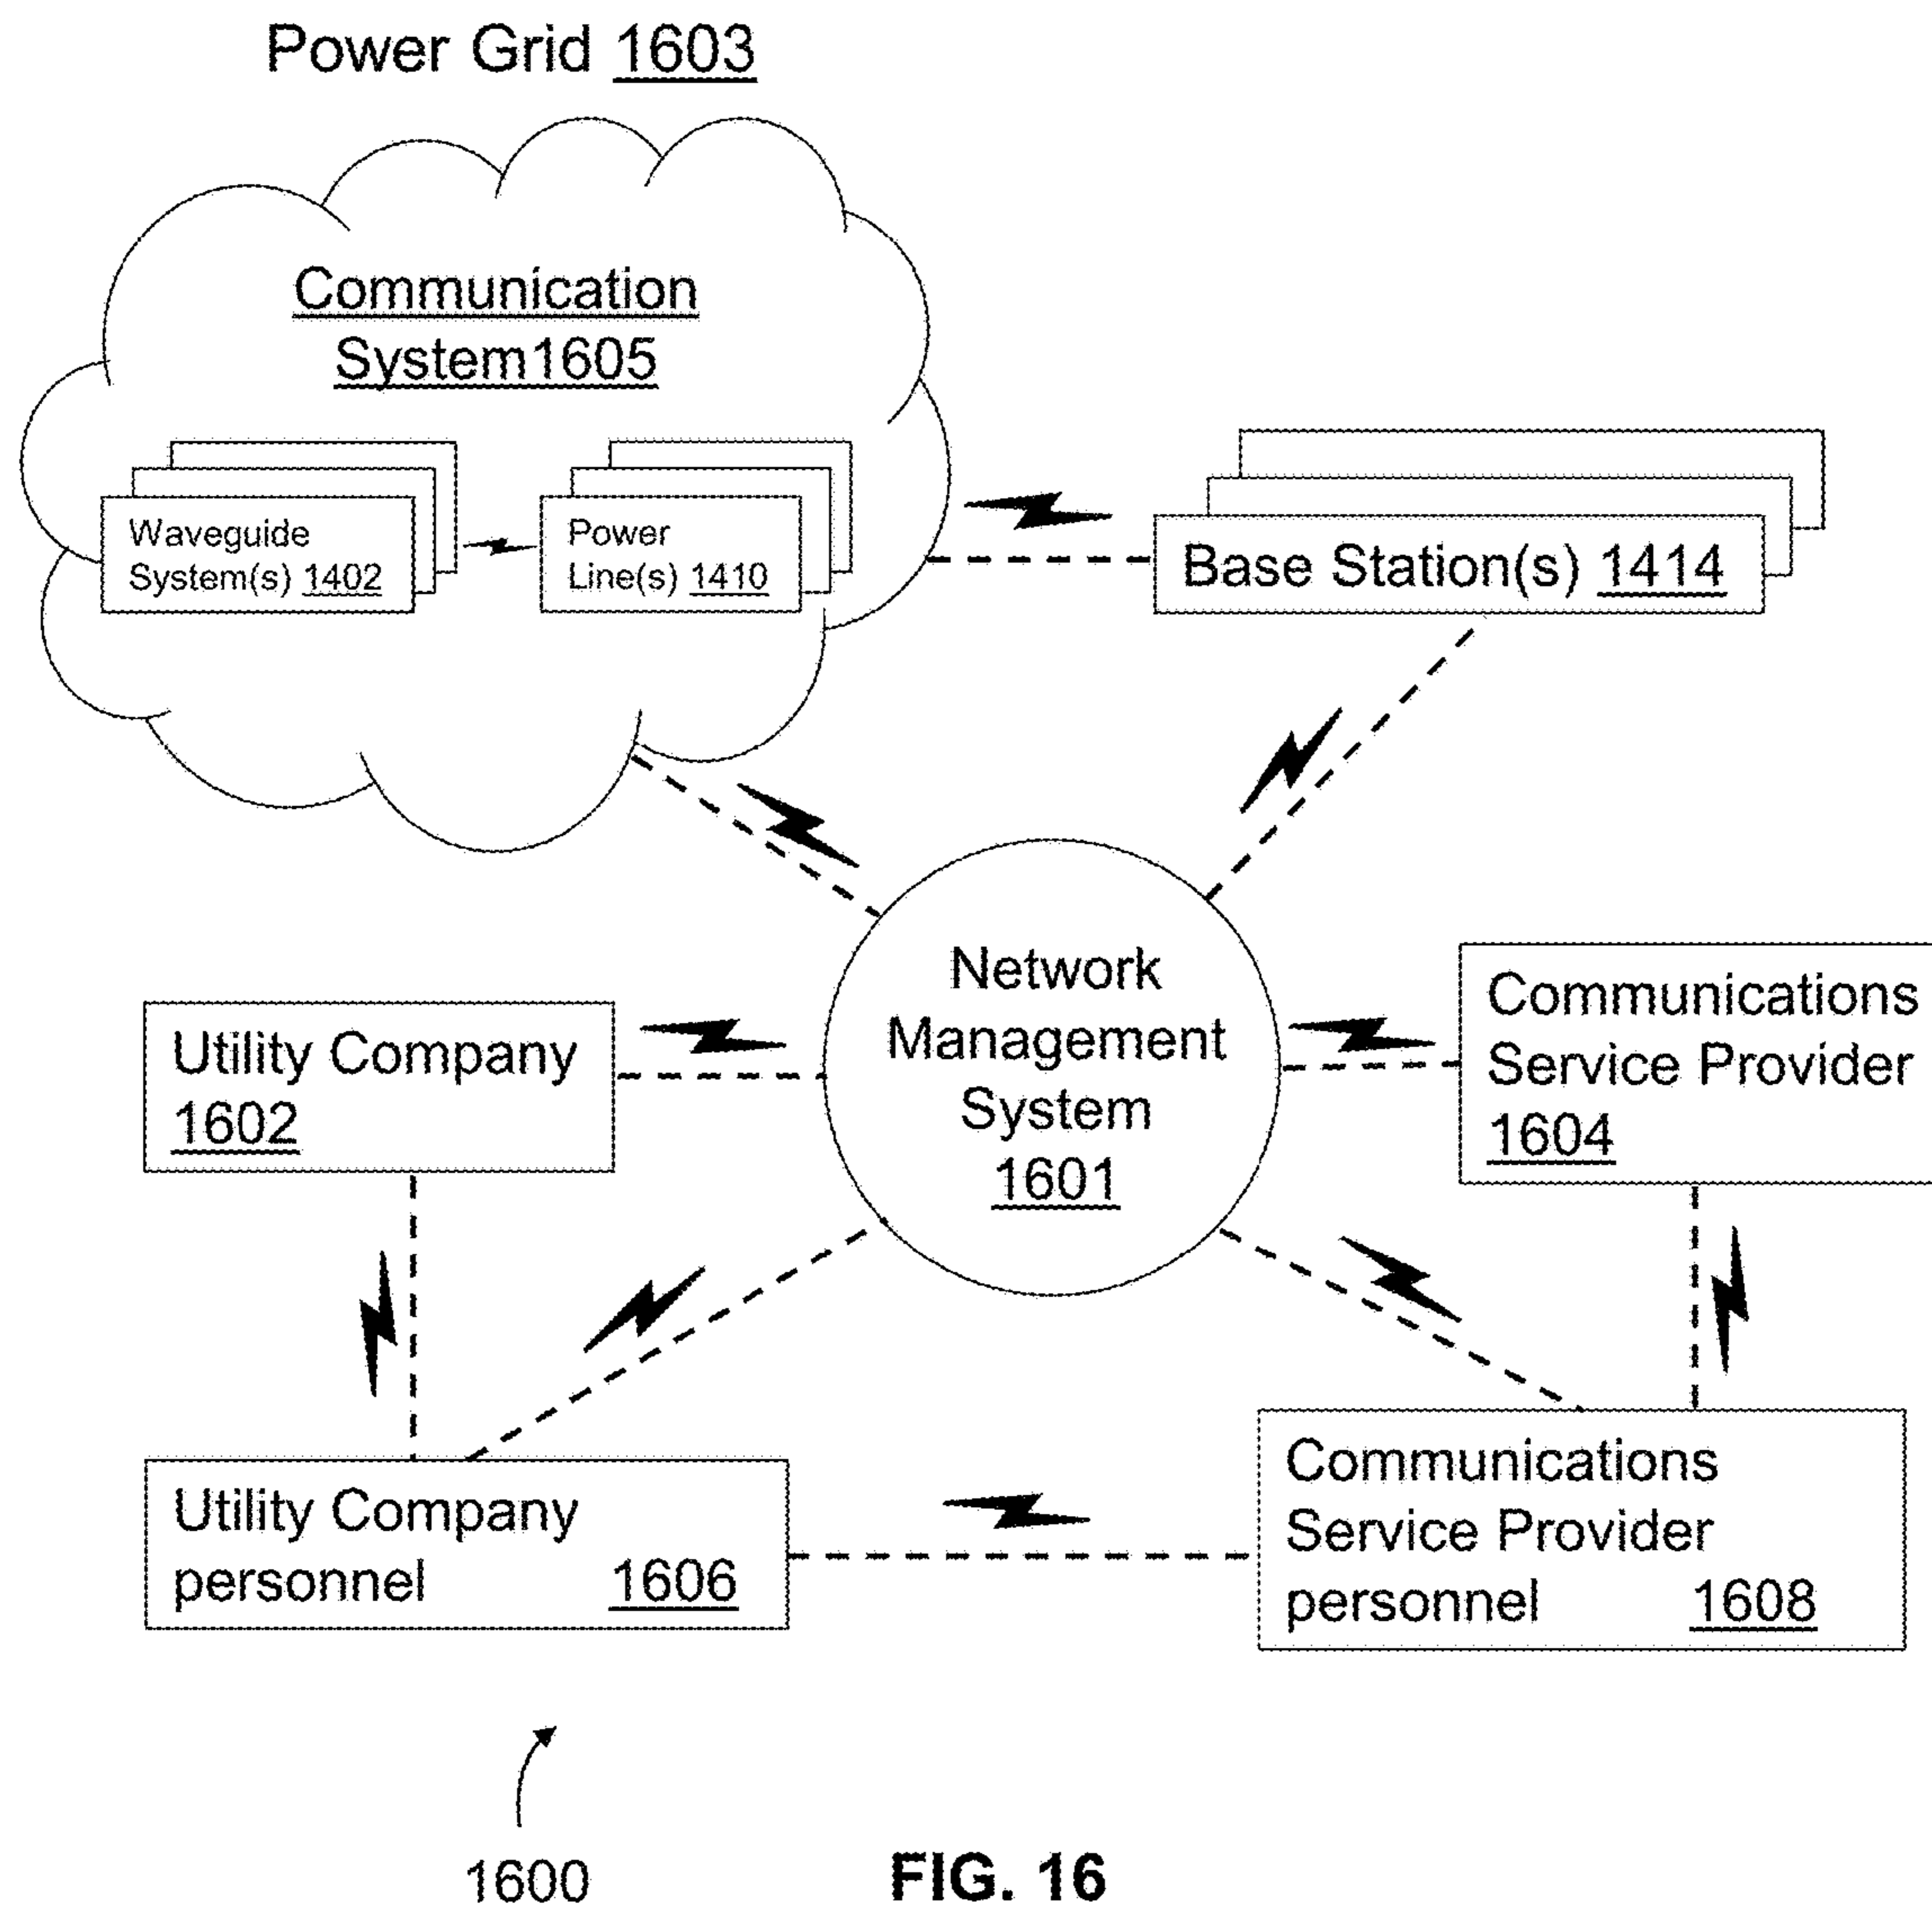 Power Grid 1603
Communication
System1605
Waveguide
System(s) 1402
Power
Line(s) 1410
Base Station(s) 1414
Network
Management
System
1601
Utility Company
1602
Communications
Service Provider
1604
Utility Company
personnel 1606
Communications
Service Provider
personnel 1608
1600
FIG. 16